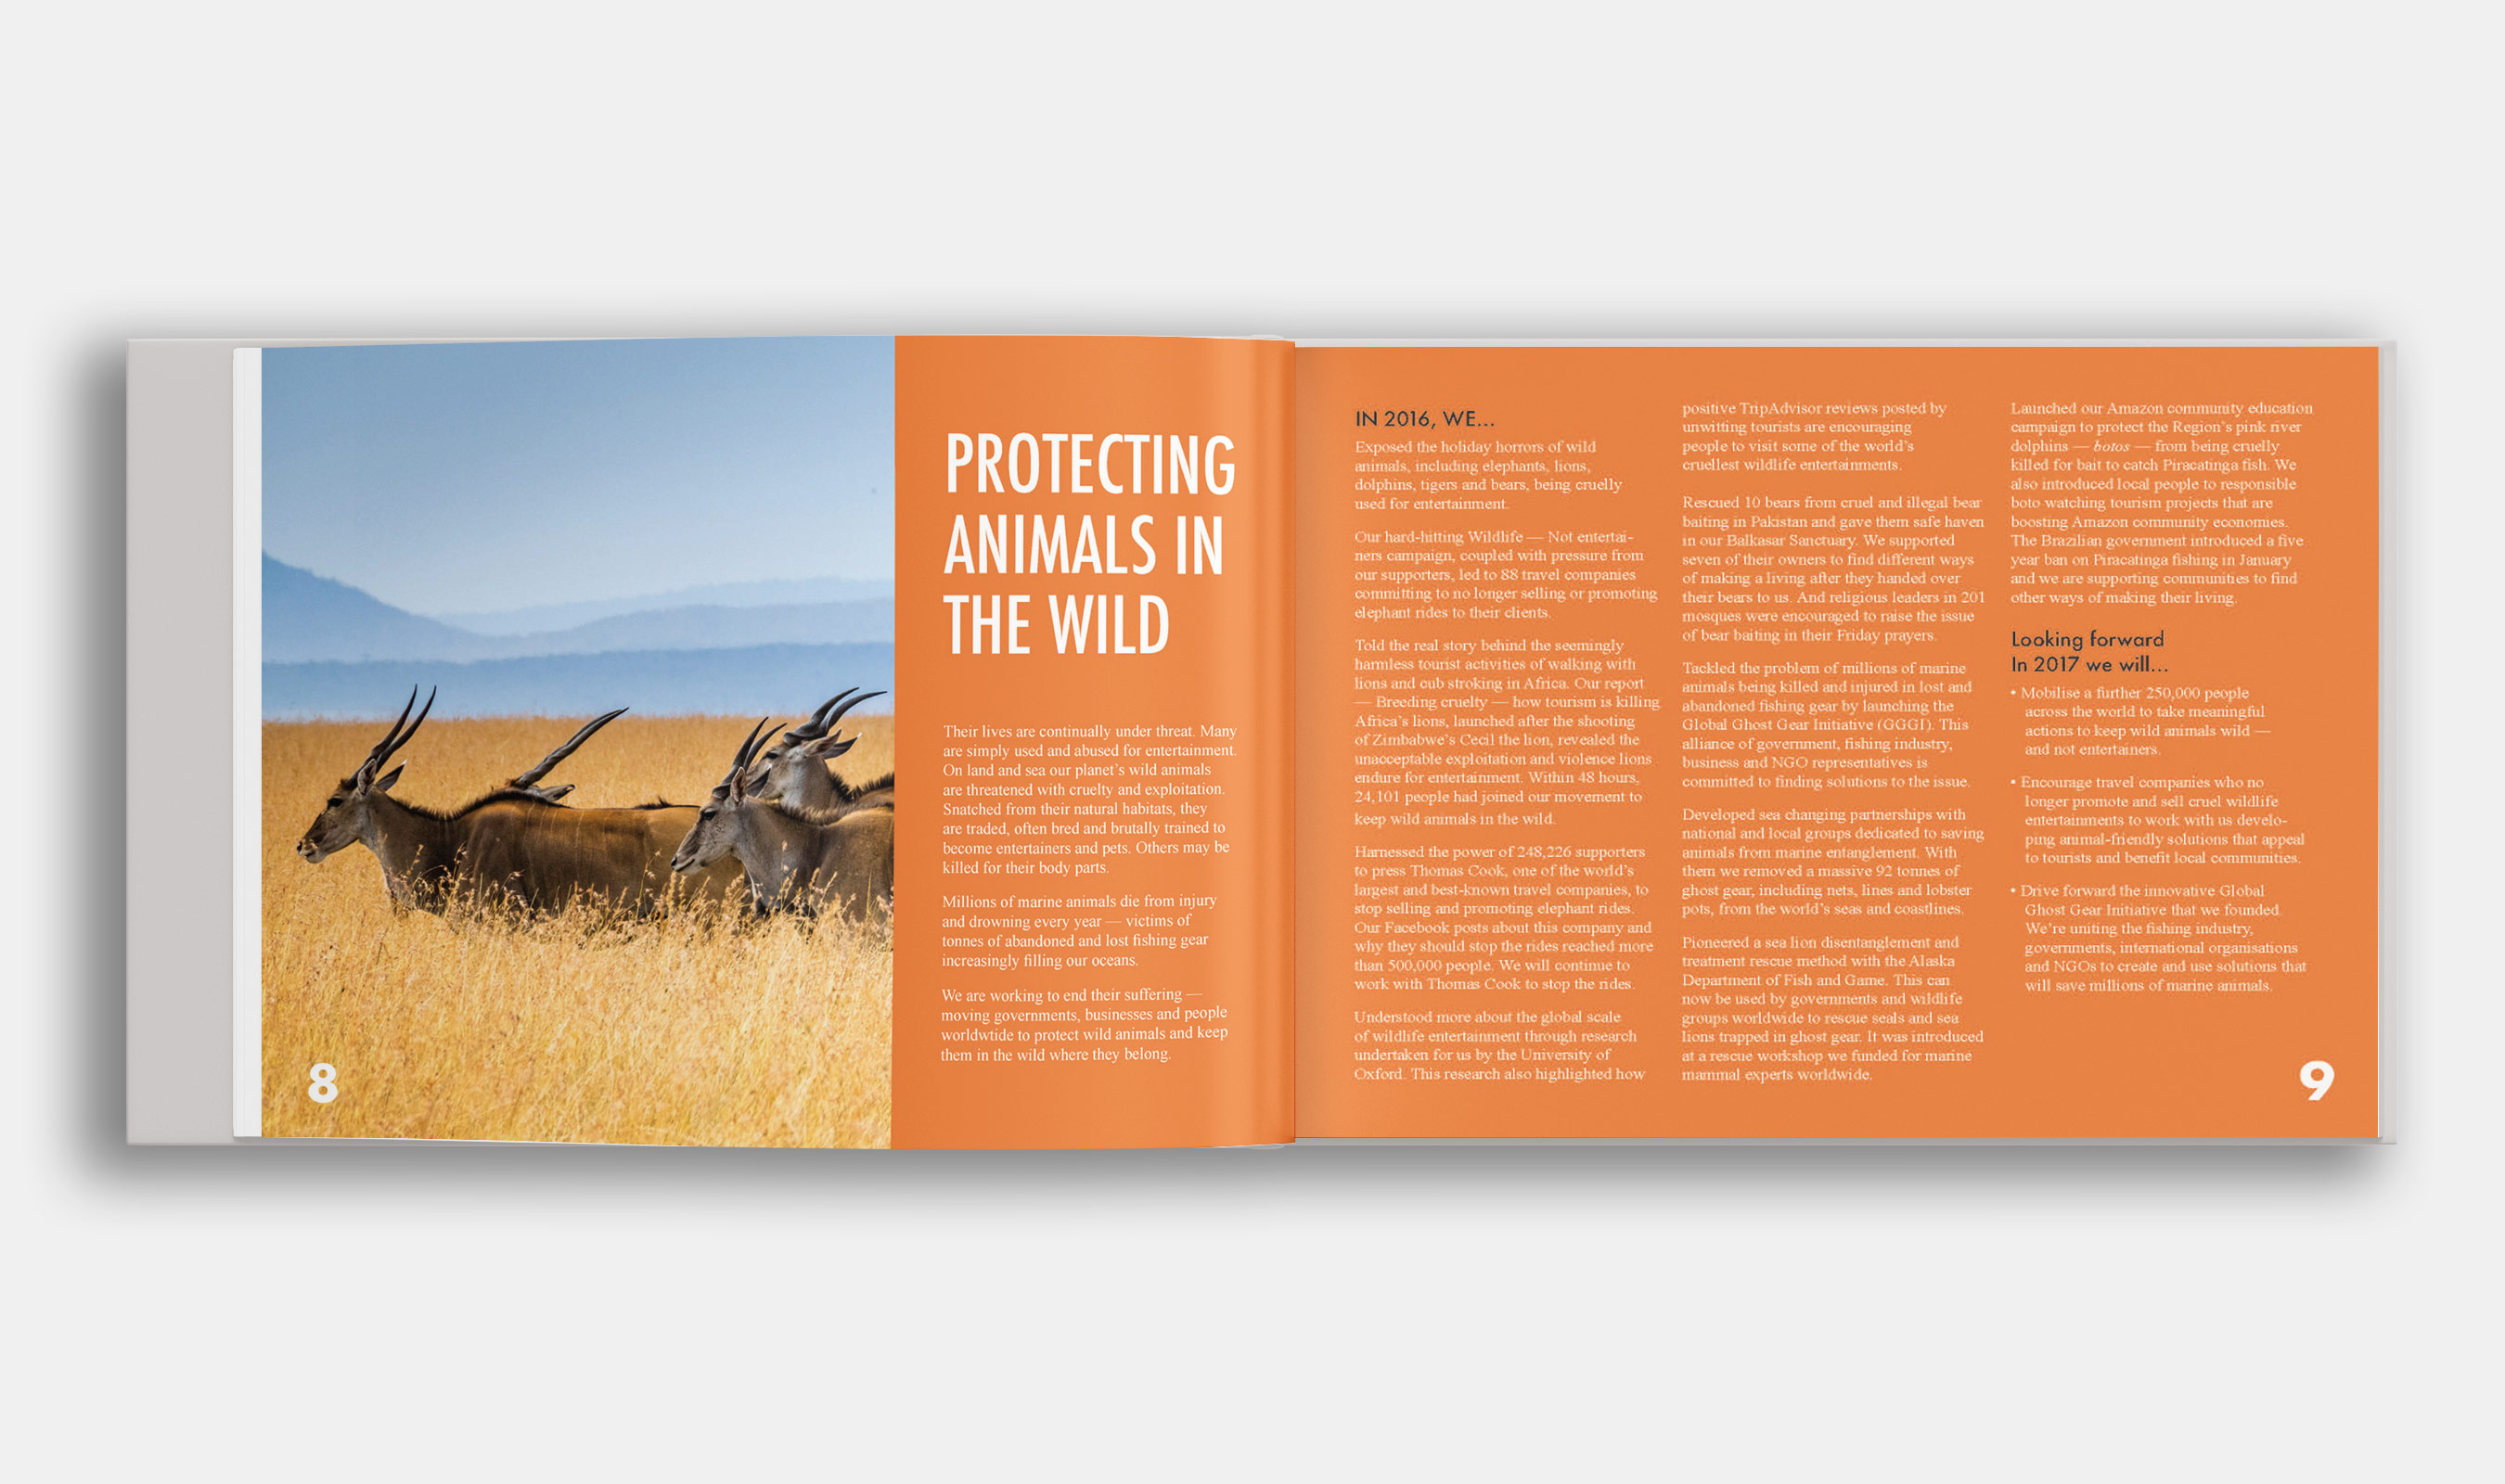 PROTECTING
ANIMALS IN
THE WILD
Their lives are continually under threat. Many
are simply used and abused for entertainment.
On land and sea our planet's wild animals
are threatened with cruelty and exploitation.
Snatched from their natural habitats, they
are traded, often bred and brutally trained to
become entertainers and pets. Others may be
killed for their body parts.
Millions of marine animals die from injury
and drowning every year — victims of
tonnes of abandoned and lost fishing gear
increasingly filling our oceans.
We are working to end their suffering —
moving governments, businesses and people
worldwtide to protect wild animals and keep
them in the wild where they belong.
8
IN 2016, WE...
Exposed the holiday horrors of wild
animals, including elephants, lions,
dolphins, tigers and bears, being cruelly
used for entertainment.
Our hard-hitting Wildlife — Not entertai-
ners campaign, coupled with pressure from
our supporters, led to 88 travel companies
committing to no longer selling or promoting
elephant rides to their clients.
Told the real story behind the seemingly
harmless tourist activities of walking with
lions and cub stroking in Africa. Our report
— Breeding cruelty — how tourism is killing
Africa's lions, launched after the shooting
of Zimbabwe's Cecil the lion, revealed the
unacceptable exploitation and violence lions
endure for entertainment. Within 48 hours,
24,101 people had joined our movement to
keep wild animals in the wild.
Harnessed the power of 248,226 supporters
to press Thomas Cook, one of the world's
largest and best-known travel companies, to
stop selling and promoting elephant rides.
Our Facebook posts about this company and
why they should stop the rides reached more
than 500,000 people. We will continue to
work with Thomas Cook to stop the rides.
Understood more about the global scale
of wildlife entertainment through research
undertaken for us by the University of
Oxford. This research also highlighted how
positive TripAdvisor reviews posted by
unwitting tourists are encouraging
people to visit some of the world's
cruellest wildlife entertainments.
Rescued 10 bears from cruel and illegal bear
baiting in Pakistan and gave them safe haven
in our Balkasar Sanctuary. We supported
seven of their owners to find different ways
of making a living after they handed over
their bears to us. And religious leaders in 201
mosques were encouraged to raise the issue
of bear baiting in their Friday prayers.
Tackled the problem of millions of marine
animals being killed and injured in lost and
abandoned fishing gear by launching the
Global Ghost Gear Initiative (GGGI). This
alliance of government, fishing industry,
business and NGO representatives is
committed to finding solutions to the issue.
Developed sea changing partnerships with
national and local groups dedicated to saving
animals from marine entanglement. With
them we removed a massive 92 tonnes of
ghost gear, including nets, lines and lobster
pots, from the world's seas and coastlines.
Pioneered a sea lion disentanglement and
treatment rescue method with the Alaska
Department of Fish and Game. This can
now be used by governments and wildlife
groups worldwide to rescue seals and sea
lions trapped in ghost gear. It was introduced
at a rescue workshop we funded for marine
mammal experts worldwide.
Launched our Amazon community education
campaign to protect the Region's pink river
dolphins — botos — from being cruelly
killed for bait to catch Piracatinga fish. We
also introduced local people to responsible
boto watching tourism projects that are
boosting Amazon community economies.
The Brazilian government introduced a five
year ban on Piracatinga fishing in January
and we are supporting communities to find
other ways of making their living.
Looking forward
In 2017 we will...
• Mobilise a further 250,000 people
across the world to take meaningful
actions to keep wild animals wild —
and not entertainers.
• Encourage travel companies who no
longer promote and sell cruel wildlife
entertainments to work with us develo-
ping animal-friendly solutions that appeal
to tourists and benefit local communities.
• Drive forward the innovative Global
Ghost Gear Initiative that we founded.
We're uniting the fishing industry,
governments, international organisations
and NGOs to create and use solutions that
will save millions of marine animals.
9